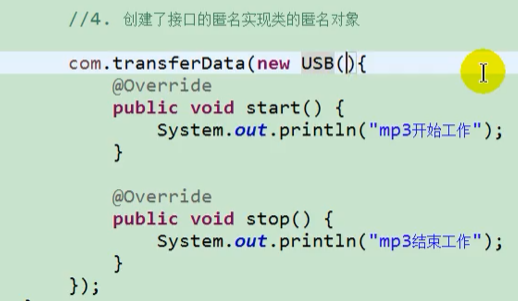 //4. 创建了接口的匿名实现类的匿名对象
com.transferData(new USB(){
@Override
public void start() {
System.out.println("mp3开始工作");
}
@Override
public void stop() {
System.out.println("mp3结束工作");
}
});